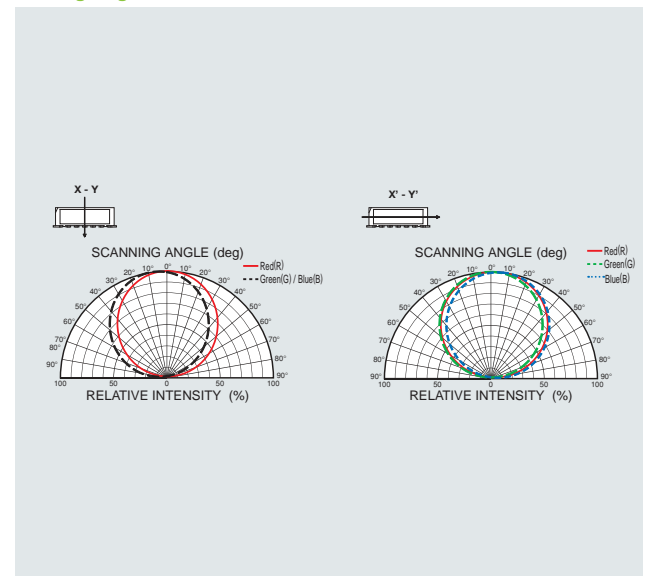 X - Y
SCANNING ANGLE (deg)
Red(R)
Green(G) / Blue(B)
0°
10° 10°
20° 20°
30° 30°
40° 40°
50° 50°
60° 60°
70° 70°
80° 80°
90° 90°
100 50 0 50 100
RELATIVE INTENSITY (%)
X' - Y'
SCANNING ANGLE (deg)
Red(R)
Green(G)
Blue(B)
0°
10° 10°
20° 20°
30° 30°
40° 40°
50° 50°
60° 60°
70° 70°
80° 80°
90° 90°
100 50 0 50 100
RELATIVE INTENSITY (%)